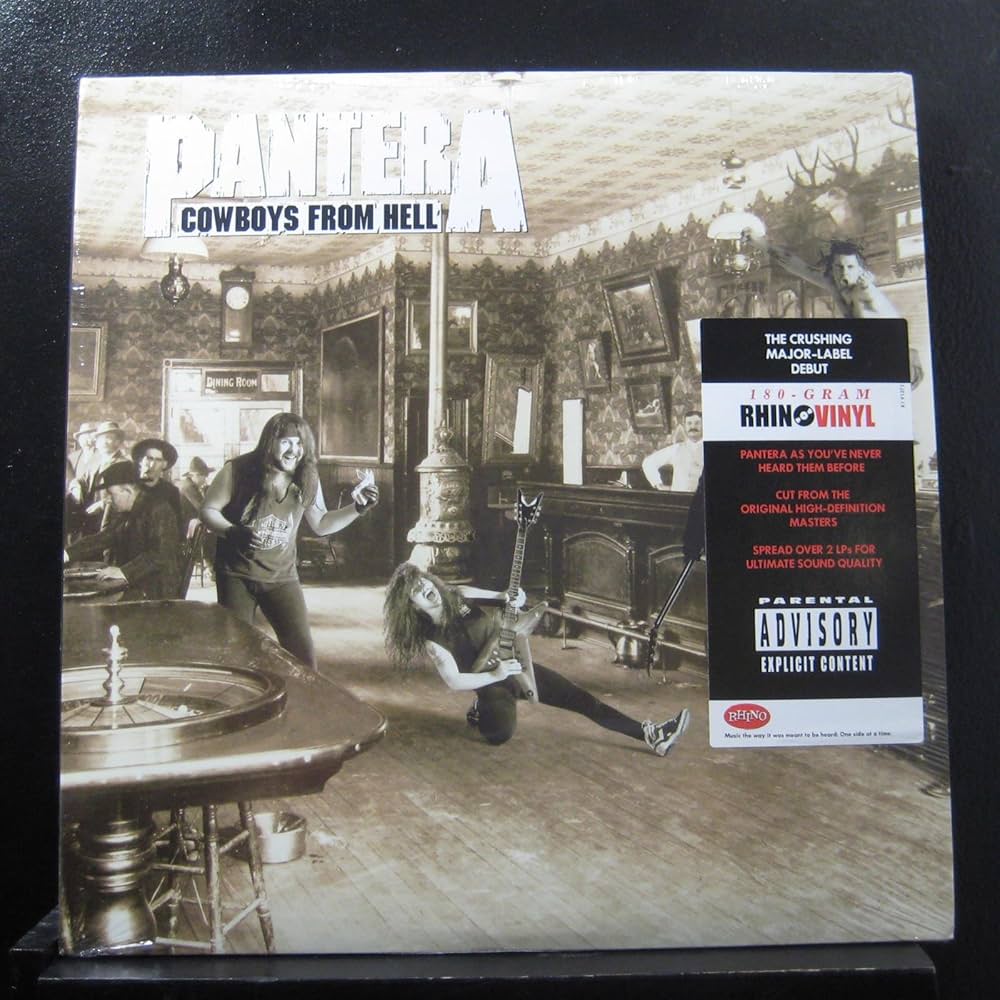 PANTERA
COWBOYS FROM HELL
DINING ROOM
THE CRUSHING
MAJOR-LABEL
DEBUT
180-GRAM
RHINOVINYL
PANTERA AS YOU'VE NEVER
HEARD THEM BEFORE
CUT FROM THE
ORIGINAL HIGH-DEFINITION
MASTERS
SPREAD OVER 2 LPs FOR
ULTIMATE SOUND QUALITY
PARENTAL
ADVISORY
EXPLICIT CONTENT
RHINO
Music the way it was meant to be heard: One side at a time.